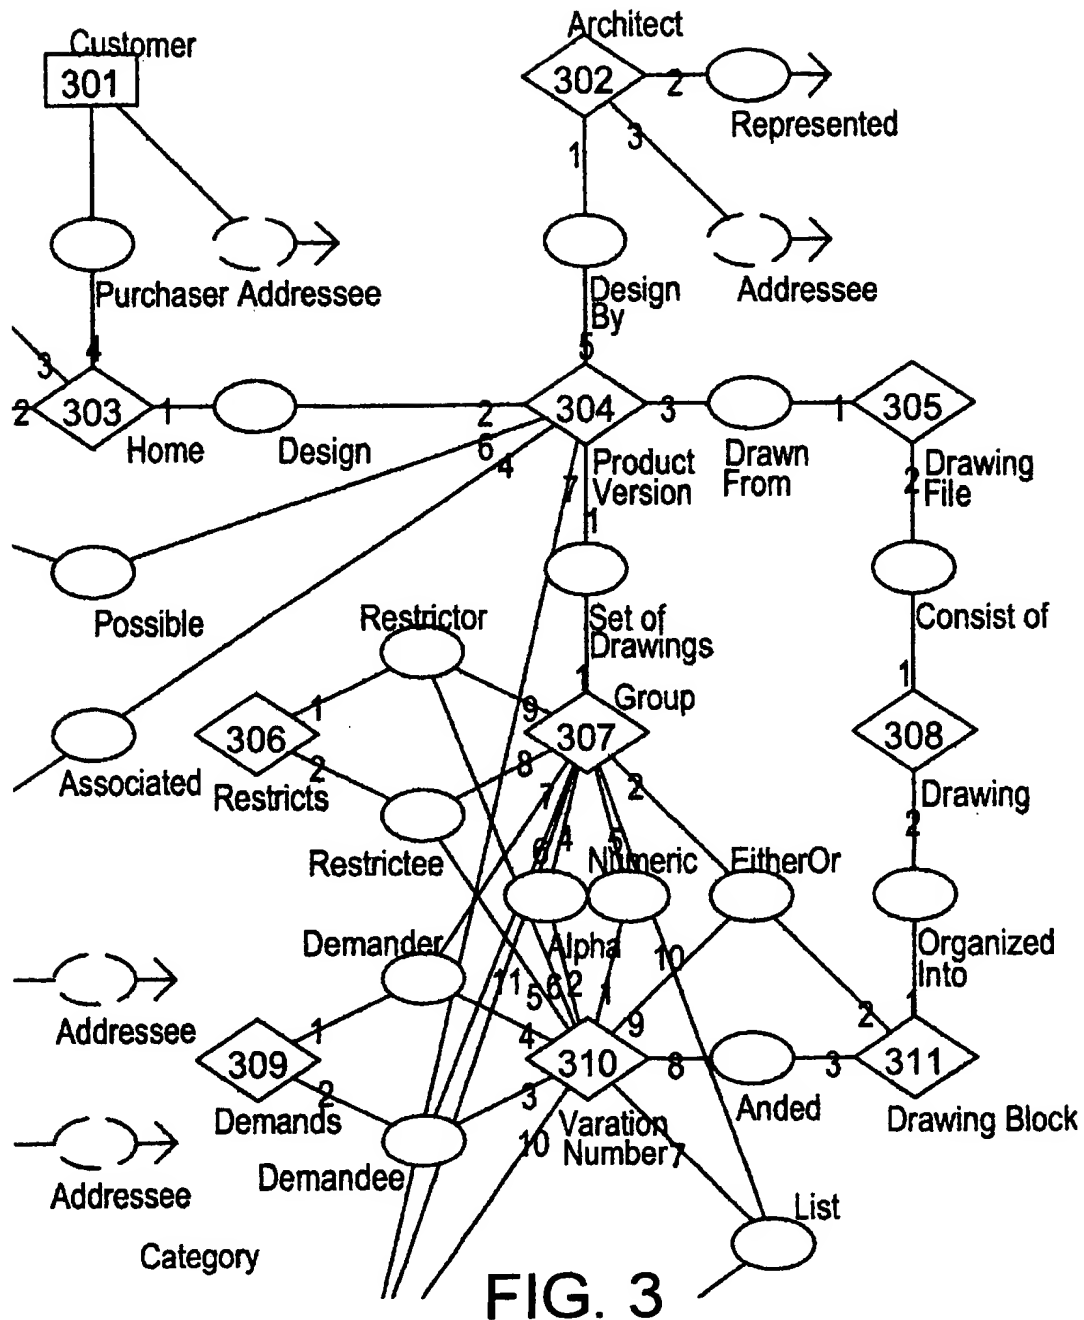 Customer
Architect
301
302
2
Represented
3
1
Purchaser Addressee
Design
By
Addressee
3
4
5
2
303
1
2
304
3
1
305
Home
Design
6
4
7
Product
Version
1
Drawn
From
2
Drawing
File
Possible
Restrictor
Set of
Drawings
Consist of
1
1
9
1
Group
306
307
308
Associated
2
Restricts
8
7
2
Drawing
2
Restrictee
6
4
5
Numeric
EitherOr
Demander
Alpha
10
Organized
Into
11
5
6
2
1
1
Addressee
1
4
9
2
309
310
8
3
311
2
Demands
3
Anded
Drawing Block
Varation
Number
10
7
Addressee
Demandee
List
Category
FIG. 3